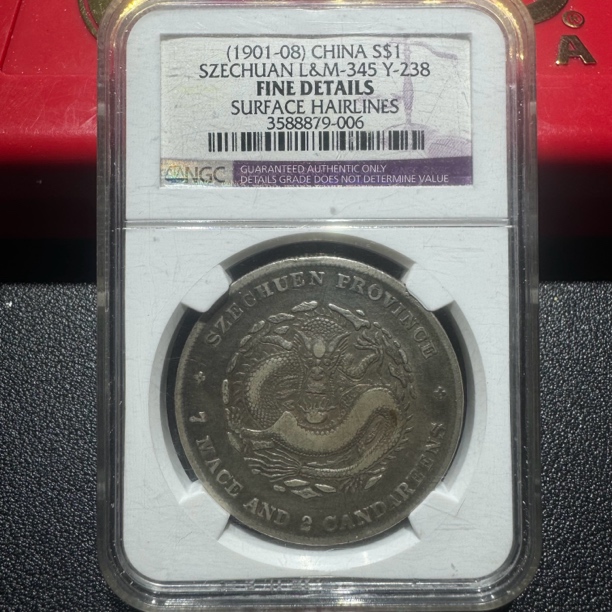 A
(1901-08) CHINA S$1
SZECHUAN L&M-345 Y-238
FINE DETAILS
SURFACE HAIRLINES
3588879-006
NGC
GUARANTEED AUTHENTIC ONLY
DETAILS GRADE DOES NOT DETERMINE VALUE
SZECHUEN PROVINCE
7 MACE AND 2 CANDAREENS